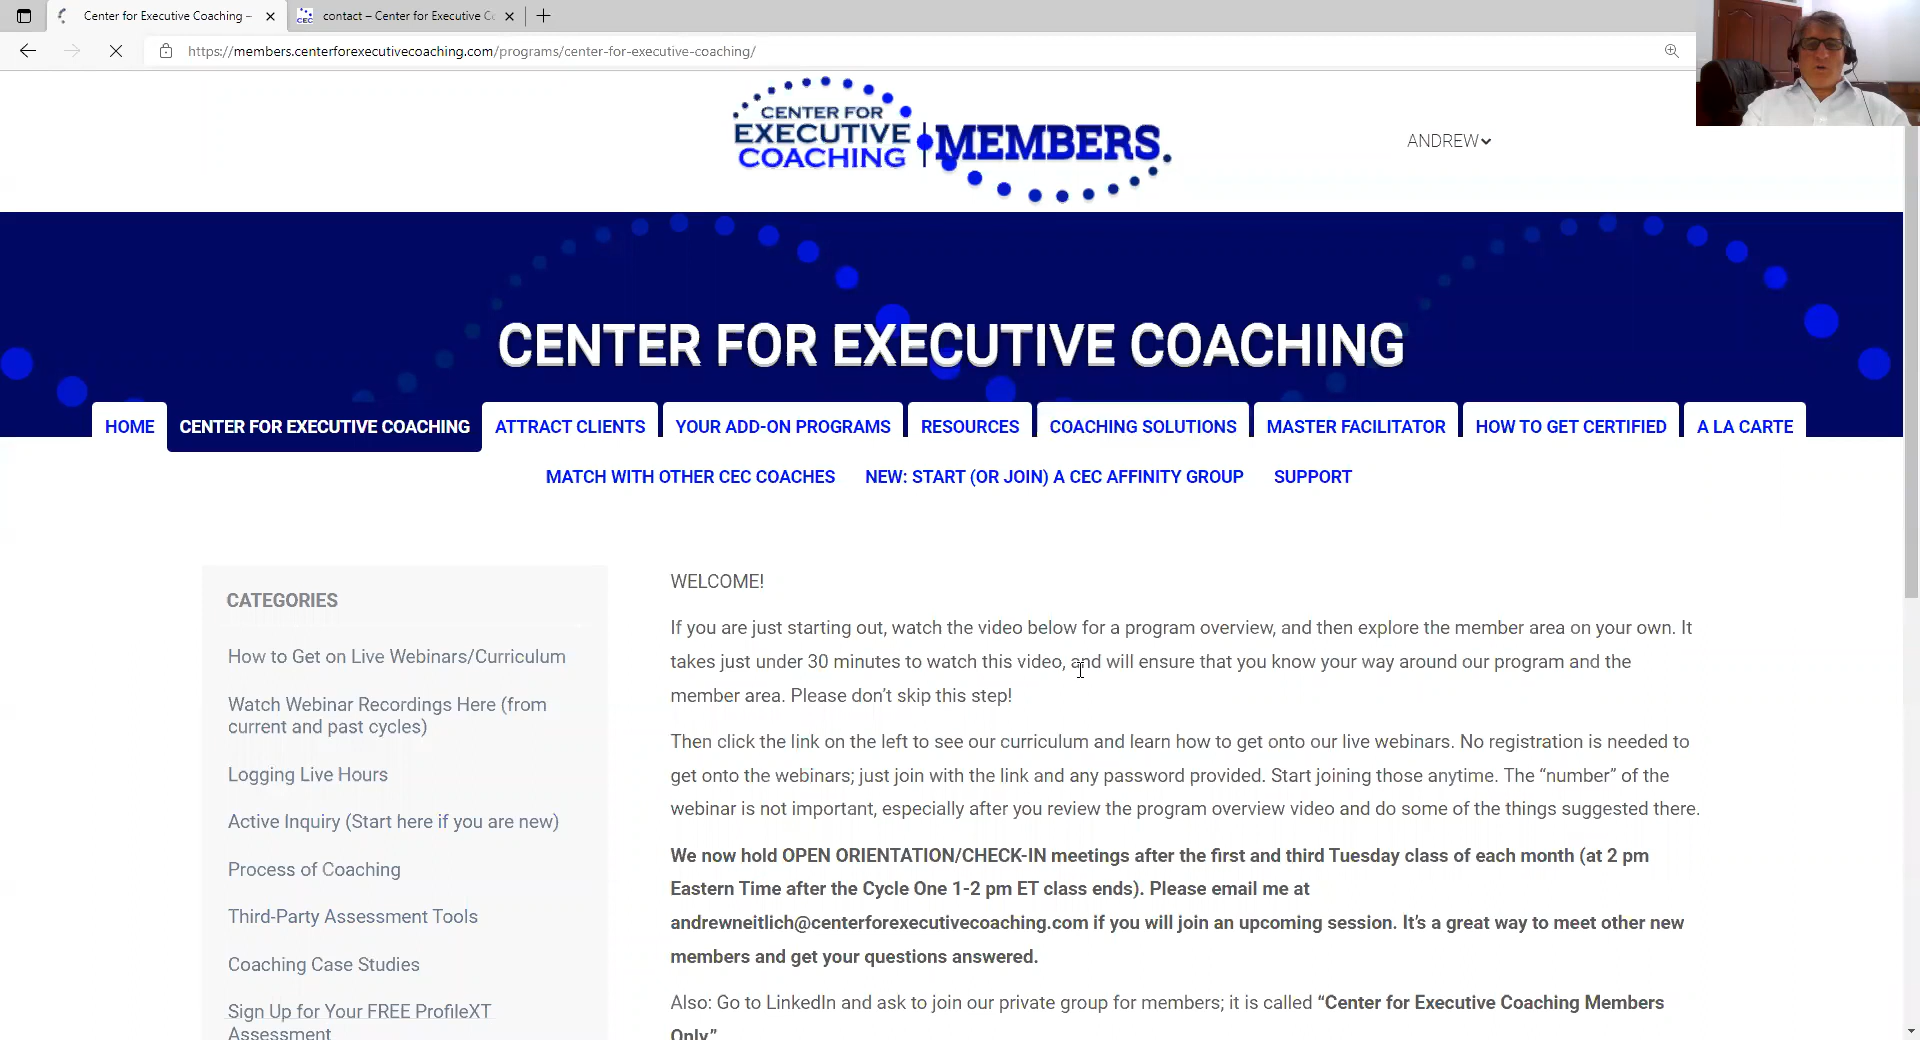 Center for Executive Coaching –
contact – Center for Executive Co
https://members.centerforexecutivecoaching.com/programs/center-for-executive-coaching/
CENTER FOR
EXECUTIVE
COACHING
MEMBERS.
ANDREW
CENTER FOR EXECUTIVE COACHING
HOME CENTER FOR EXECUTIVE COACHING ATTRACT CLIENTS YOUR ADD-ON PROGRAMS RESOURCES COACHING SOLUTIONS MASTER FACILITATOR HOW TO GET CERTIFIED A LA CARTE
MATCH WITH OTHER CEC COACHES NEW: START (OR JOIN) A CEC AFFINITY GROUP SUPPORT
CATEGORIES
How to Get on Live Webinars/Curriculum
Watch Webinar Recordings Here (from
current and past cycles)
Logging Live Hours
Active Inquiry (Start here if you are new)
Process of Coaching
Third-Party Assessment Tools
Coaching Case Studies
Sign Up for Your FREE ProfileXT
Assessment
WELCOME!
If you are just starting out, watch the video below for a program overview, and then explore the member area on your own. It
takes just under 30 minutes to watch this video, and will ensure that you know your way around our program and the
member area. Please don’t skip this step!
Then click the link on the left to see our curriculum and learn how to get onto our live webinars. No registration is needed to
get onto the webinars; just join with the link and any password provided. Start joining those anytime. The “number” of the
webinar is not important, especially after you review the program overview video and do some of the things suggested there.
We now hold OPEN ORIENTATION/CHECK-IN meetings after the first and third Tuesday class of each month (at 2 pm
Eastern Time after the Cycle One 1-2 pm ET class ends). Please email me at
andrewneitlich@centerforexecutivecoaching.com if you will join an upcoming session. It’s a great way to meet other new
members and get your questions answered.
Also: Go to LinkedIn and ask to join our private group for members; it is called “Center for Executive Coaching Members
Only”